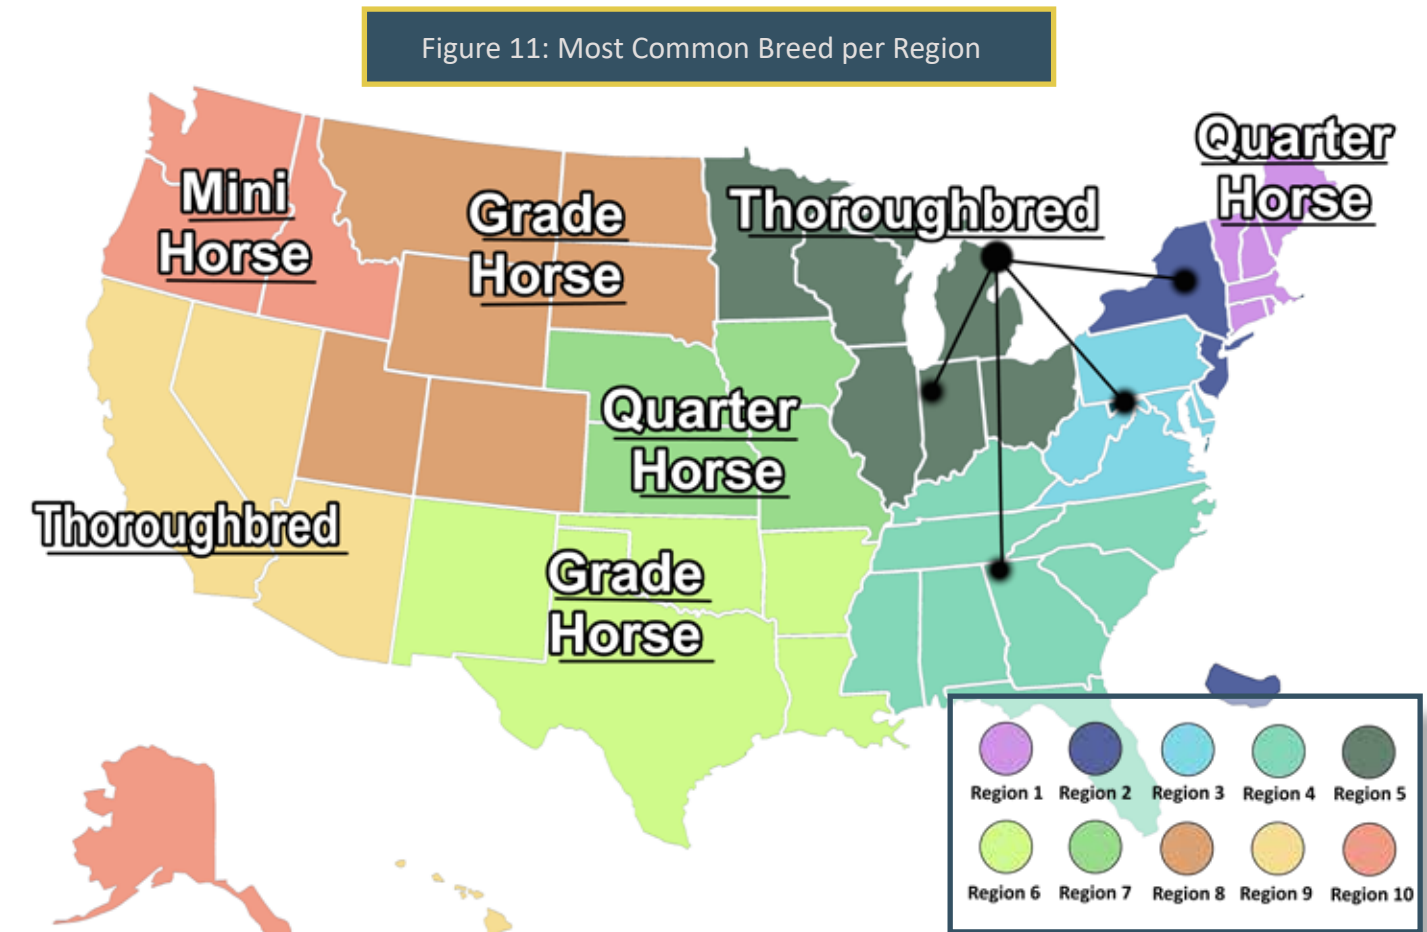 Figure 11: Most Common Breed per Region
Quarter
Horse
Mini
Horse
Grade
Horse
Thoroughbred
Quarter
Horse
Thoroughbred
Grade
Horse
Region 1 Region 2 Region 3 Region 4 Region 5
Region 6 Region 7 Region 8 Region 9 Region 10